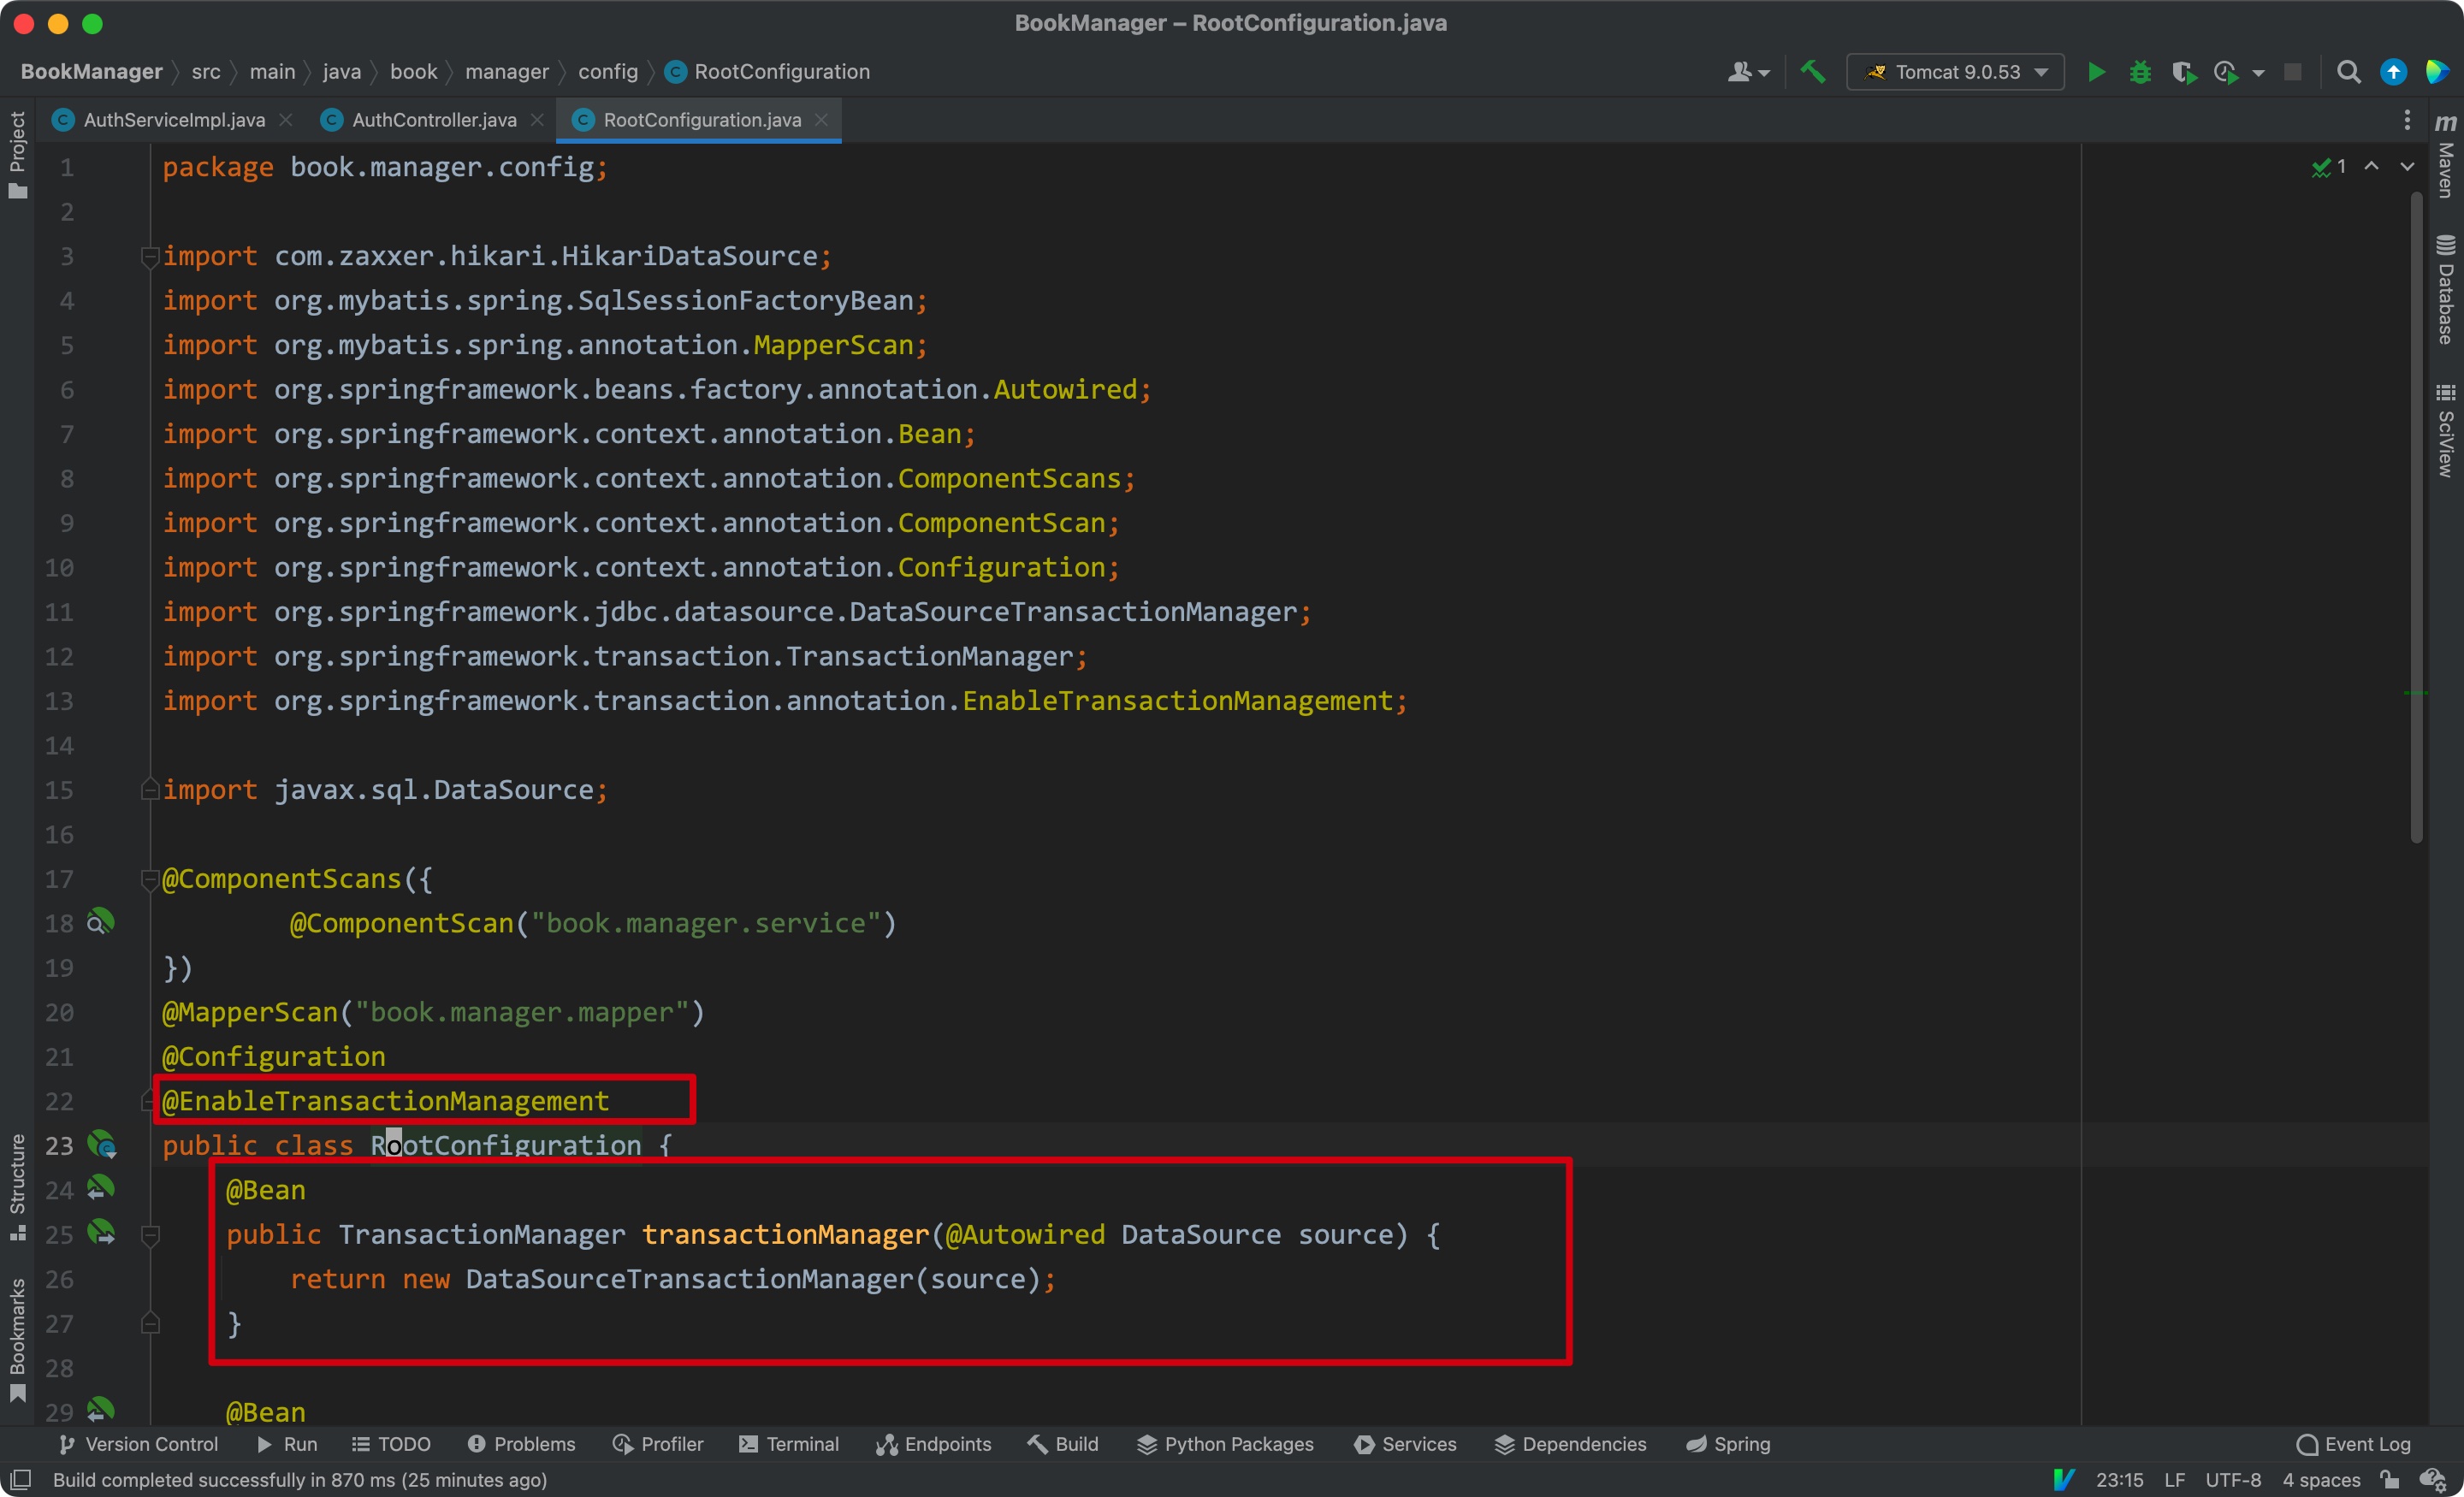 BookManager – RootConfiguration.java
BookManager src main java book manager config RootConfiguration
Tomcat 9.0.53
AuthServiceImpl.java AuthController.java RootConfiguration.java
Project
Structure
Bookmarks
1 package book.manager.config;
2
3 import com.zaxxer.hikari.HikariDataSource;
4 import org.mybatis.spring.SqlSessionFactoryBean;
5 import org.mybatis.spring.annotation.MapperScan;
6 import org.springframework.beans.factory.annotation.Autowired;
7 import org.springframework.context.annotation.Bean;
8 import org.springframework.context.annotation.ComponentScans;
9 import org.springframework.context.annotation.ComponentScan;
10 import org.springframework.context.annotation.Configuration;
11 import org.springframework.jdbc.datasource.DataSourceTransactionManager;
12 import org.springframework.transaction.TransactionManager;
13 import org.springframework.transaction.annotation.EnableTransactionManagement;
14
15 import javax.sql.DataSource;
16
17 @ComponentScans({
18 @ComponentScan("book.manager.service")
19 })
20 @MapperScan("book.manager.mapper")
21 @Configuration
22 @EnableTransactionManagement
23 public class RootConfiguration {
24 @Bean
25 public TransactionManager transactionManager(@Autowired DataSource source) {
26 return new DataSourceTransactionManager(source);
27 }
28
29 @Bean
1
m
Maven
Database
SciView
Version Control Run TODO Problems Profiler Terminal Endpoints Build Python Packages Services Dependencies Spring Event Log
Build completed successfully in 870 ms (25 minutes ago) 23:15 LF UTF-8 4 spaces